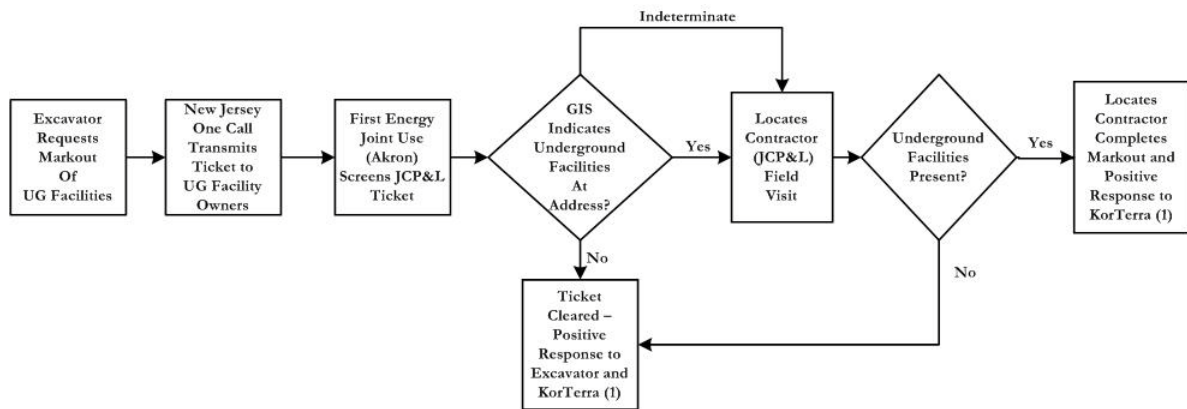 Indeterminate
Excavator
Requests
Markout
Of
UG Facilities
New Jersey
One Call
Transmits
Ticket to
UG Facility
Owners
First Energy
Joint Use
(Akron)
Screens JCP&L
Ticket
GIS
Indicates
Underground
Facilities
At
Address?
Yes
Locates
Contractor
(JCP&L)
Field
Visit
Underground
Facilities
Present?
Yes
Locates
Contractor
Completes
Markout and
Positive
Response to
KorTerra (1)
No
No
Ticket
Cleared –
Positive
Response to
Excavator and
KorTerra (1)